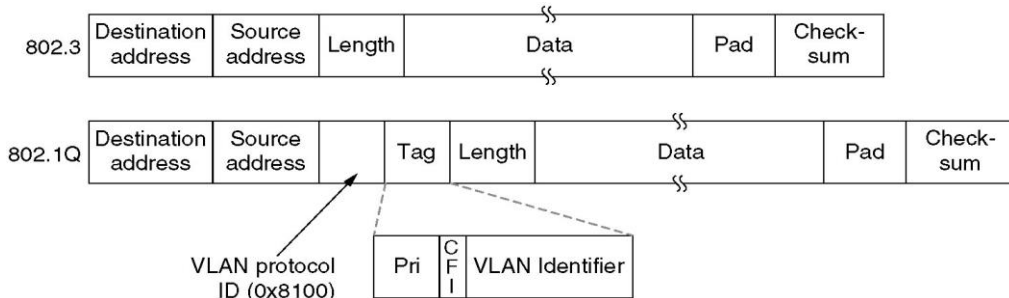 802.3
Destination address
Source address
Length
Data
Pad
Check-
sum
802.1Q
Destination address
Source address
Tag
Length
Data
Pad
Check-
sum
VLAN protocol
ID (0x8100)
Pri
C
F
I
VLAN Identifier